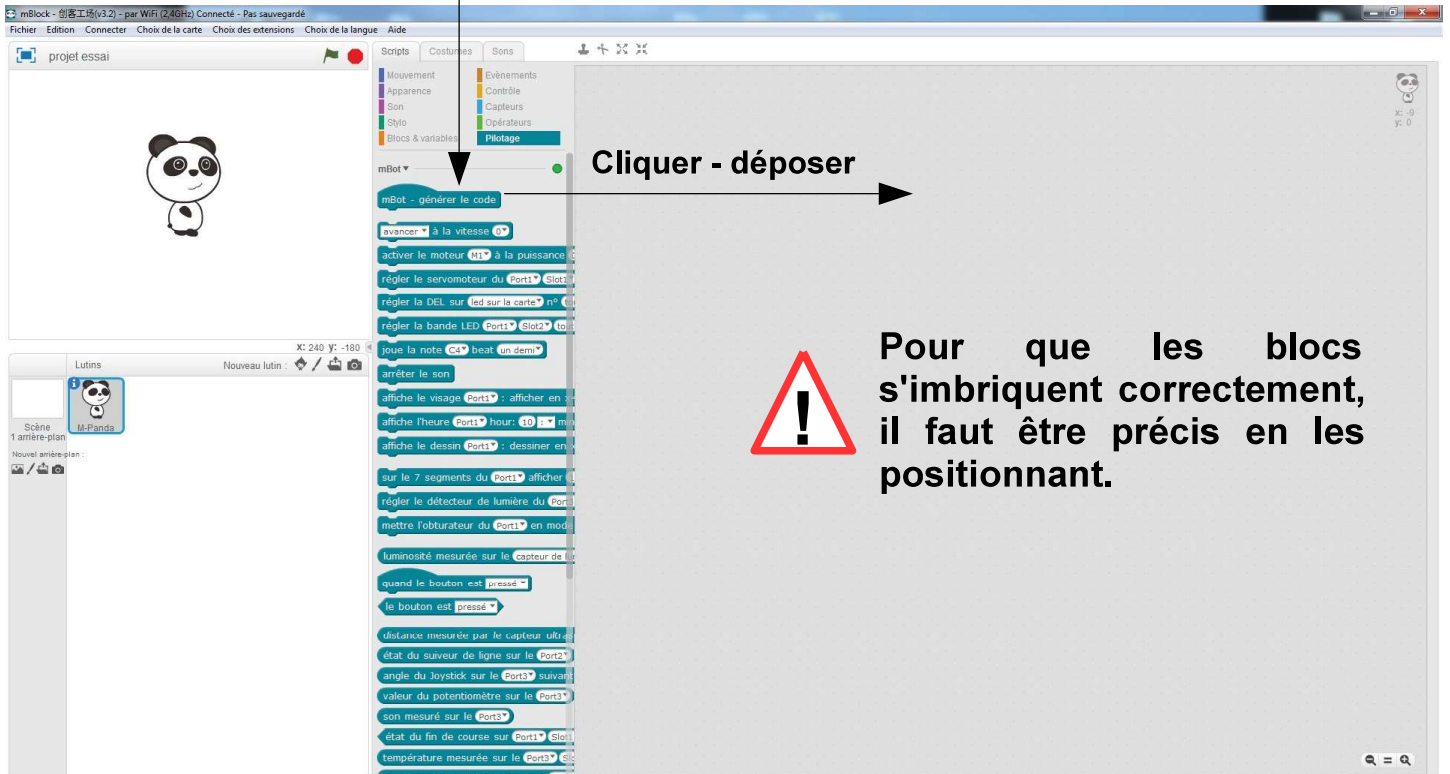 mBlock - 创客工场(v3.2) - par WiFi (2,4GHz) Connecté - Pas sauvegardé
Fichier Edition Connecter Choix de la carte Choix des extensions Choix de la langue Aide
projet essai
Scripts Costumes Sons
Mouvement Evènements
Apparence Contrôle
Son Capteurs
Stylo Opérateurs
Blocs & variables Pilotage
x: -9
y: 0
mBot
Cliquer - déposer
mBot - générer le code
avancer à la vitesse 0
activer le moteur M1 à la puissance
régler le servomoteur du Port1 Slot1
régler la DEL sur led sur la carte n°
régler la bande LED Port1 Slot2
joue la note C4 beat un demi
arrêter le son
affiche le visage Port1 : afficher en
affiche l'heure Port1 hour: 10 :
affiche le dessin Port1 : dessiner en
sur le 7 segments du Port1 afficher
régler le détecteur de lumière du
mettre l'obturateur du Port1 en mode
luminosité mesurée sur le capteur de
quand le bouton est pressé
le bouton est pressé
distance mesurée par le capteur
état du suiveur de ligne sur le Port2
angle du Joystick sur le Port3 suivant
valeur du potentiomètre sur le Port3
son mesuré sur le Port3
état du fin de course sur Port1
température mesurée sur le Port3
X: 240 Y: -180
Lutins Nouveau lutin :
Scène
1 arrière-plan
M-Panda
Nouvel arrière-plan :
!
Pour que les blocs
s'imbriquent correctement,
il faut être précis en les
positionnant.